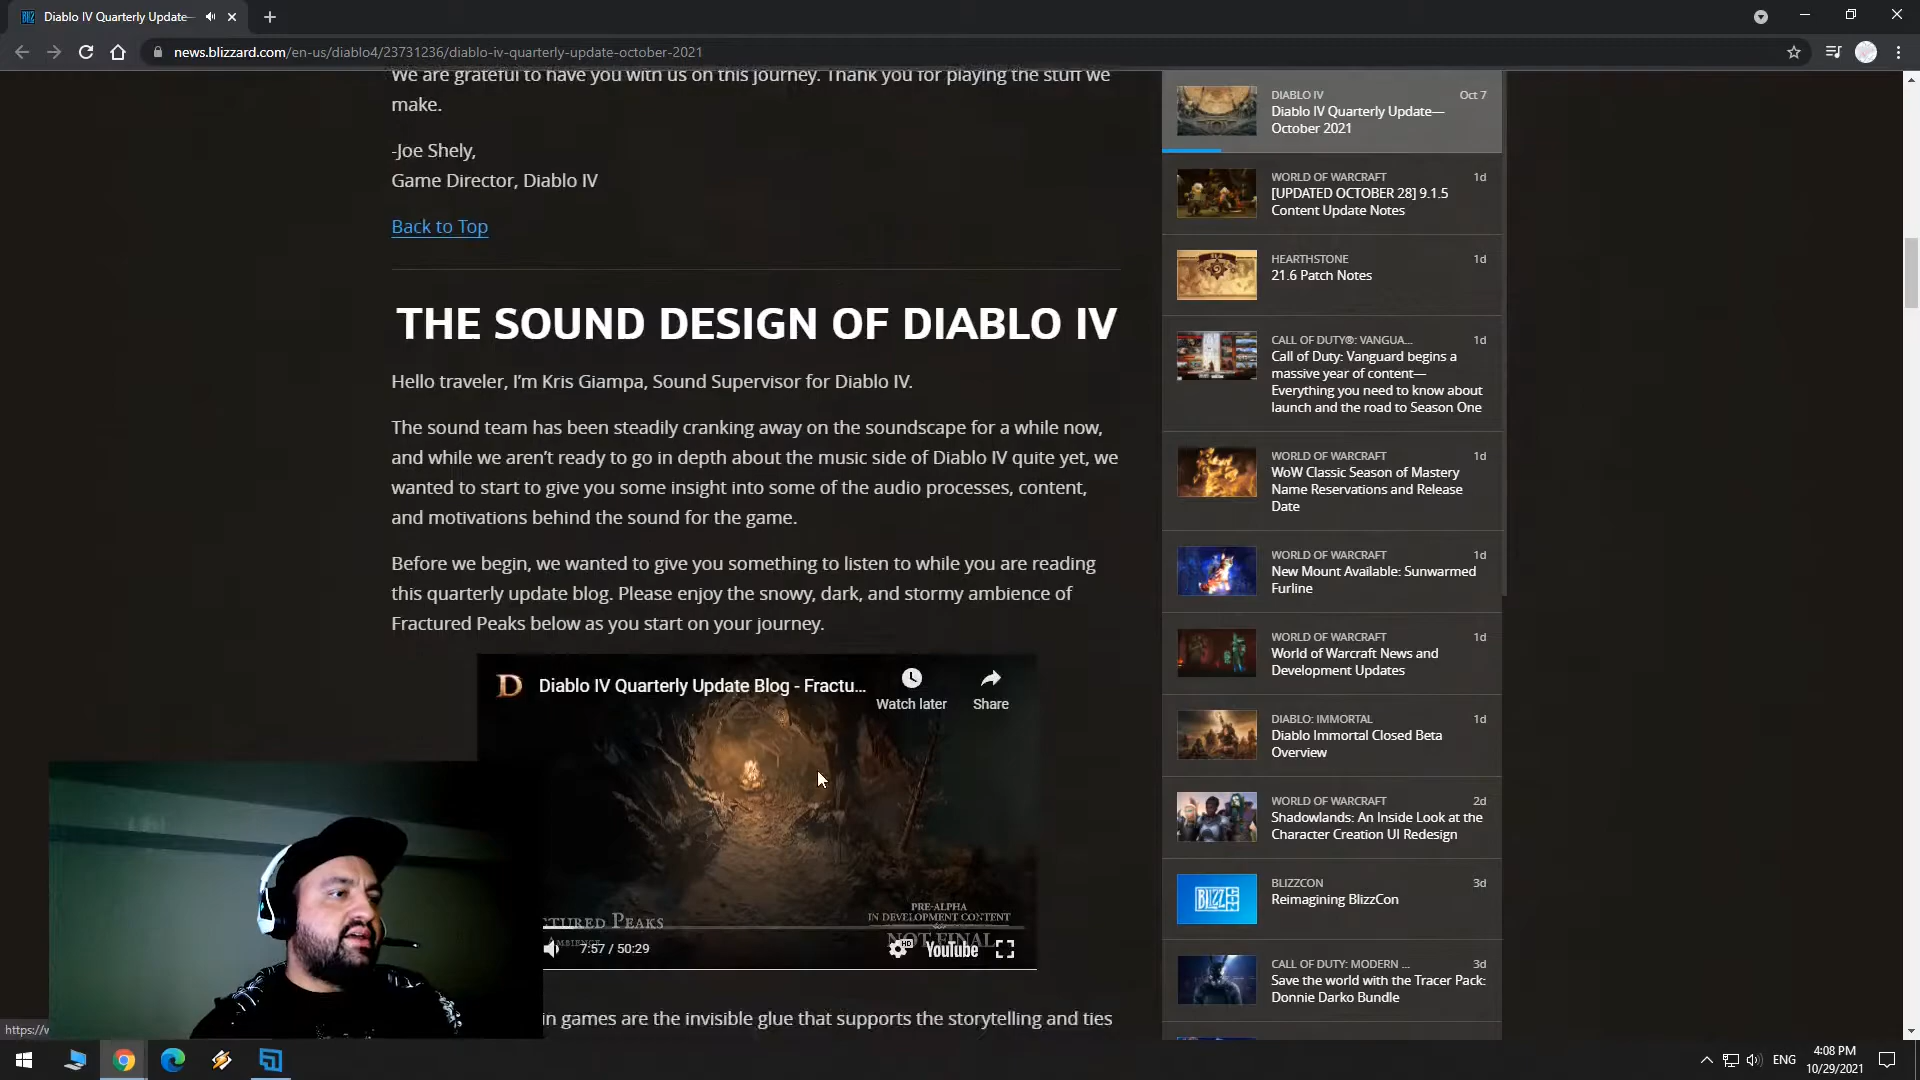 Diablo IV Quarterly Update—
news.blizzard.com/en-us/diablo4/23731236/diablo-iv-quarterly-update-october-2021
We are grateful to have you with us on this journey. Thank you for playing the stuff we
make.
-Joe Shely,
Game Director, Diablo IV
Back to Top
THE SOUND DESIGN OF DIABLO IV
Hello traveler, I’m Kris Giampa, Sound Supervisor for Diablo IV.
The sound team has been steadily cranking away on the soundscape for a while now,
and while we aren’t ready to go in depth about the music side of Diablo IV quite yet, we
wanted to start to give you some insight into some of the audio processes, content,
and motivations behind the sound for the game.
Before we begin, we wanted to give you something to listen to while you are reading
this quarterly update blog. Please enjoy the snowy, dark, and stormy ambience of
Fractured Peaks below as you start on your journey.
D
Diablo IV Quarterly Update Blog - Fractu...
Watch later
Share
CTURED PEAKS
AMBIENCE
PRE-ALPHA
IN DEVELOPMENT CONTENT
NOT FINAL
7:57 / 50:29
HD
YouTube
in games are the invisible glue that supports the storytelling and ties
https://w
DIABLO IV
Oct 7
Diablo IV Quarterly Update—
October 2021
WORLD OF WARCRAFT
1d
[UPDATED OCTOBER 28] 9.1.5
Content Update Notes
HEARTHSTONE
1d
21.6 Patch Notes
CALL OF DUTY®: VANGUA...
1d
Call of Duty: Vanguard begins a
massive year of content—
Everything you need to know about
launch and the road to Season One
WORLD OF WARCRAFT
1d
WoW Classic Season of Mastery
Name Reservations and Release
Date
WORLD OF WARCRAFT
1d
New Mount Available: Sunwarmed
Furline
WORLD OF WARCRAFT
1d
World of Warcraft News and
Development Updates
DIABLO: IMMORTAL
1d
Diablo Immortal Closed Beta
Overview
WORLD OF WARCRAFT
2d
Shadowlands: An Inside Look at the
Character Creation UI Redesign
BLIZZCON
3d
Reimagining BlizzCon
CALL OF DUTY: MODERN ...
3d
Save the world with the Tracer Pack:
Donnie Darko Bundle
ENG
4:08 PM
10/29/2021